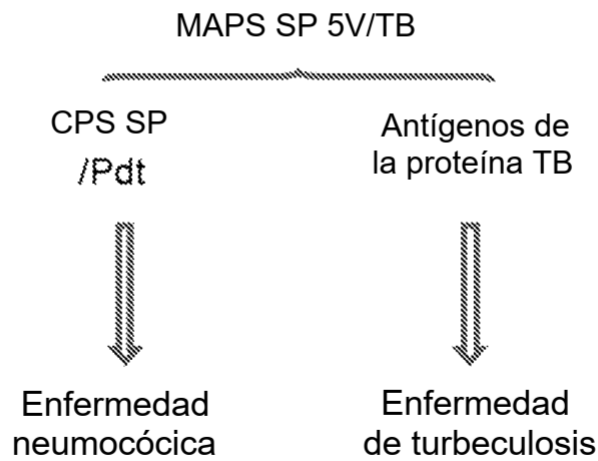 MAPS SP 5V/TB
CPS SP
/Pdt
Antígenos de
la proteína TB
Enfermedad
neumocócica
Enfermedad
de turbeculosis